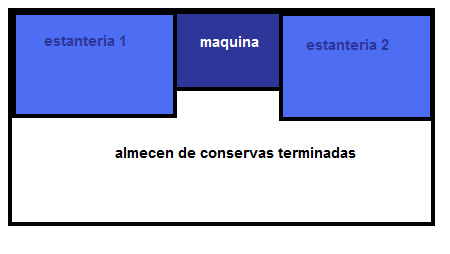 estanteria 1
maquina
estanteria 2
almecen de conservas terminadas